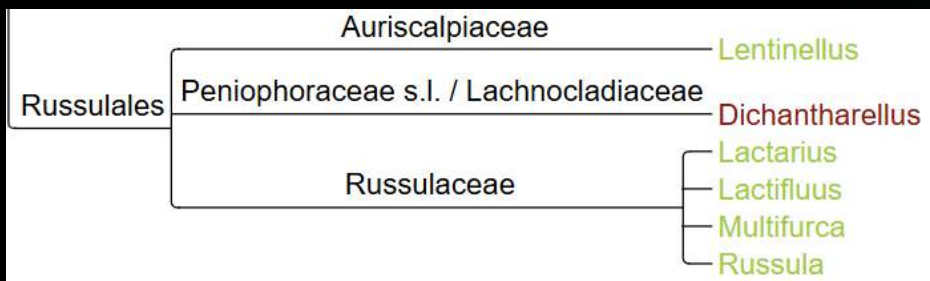 Auriscalpiaceae
Lentinellus
Peniophoraceae s.l. / Lachnocladiaceae
Russulales
Dichantharellus
Lactarius
Russulaceae
Lactifluus
Multifurca
Russula